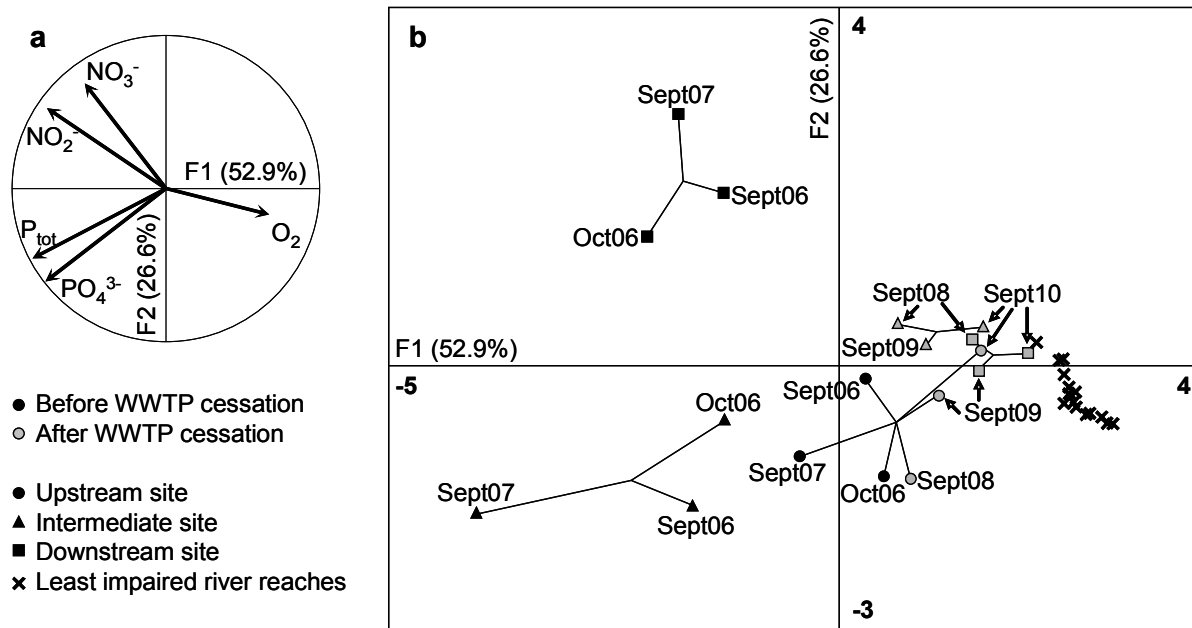 a
NO₃⁻
NO₂⁻
F1 (52.9%)
Pₜₒₜ
O₂
PO₄³⁻
F2 (26.6%)
Before WWTP cessation
After WWTP cessation
Upstream site
Intermediate site
Downstream site
Least impaired river reaches
b
4
F2 (26.6%)
Sept07
Sept06
Oct06
Sept08
Sept10
Sept09
F1 (52.9%)
-5
4
Sept06
Oct06
Sept09
Sept07
Sept07
Oct06
Sept08
Sept06
-3